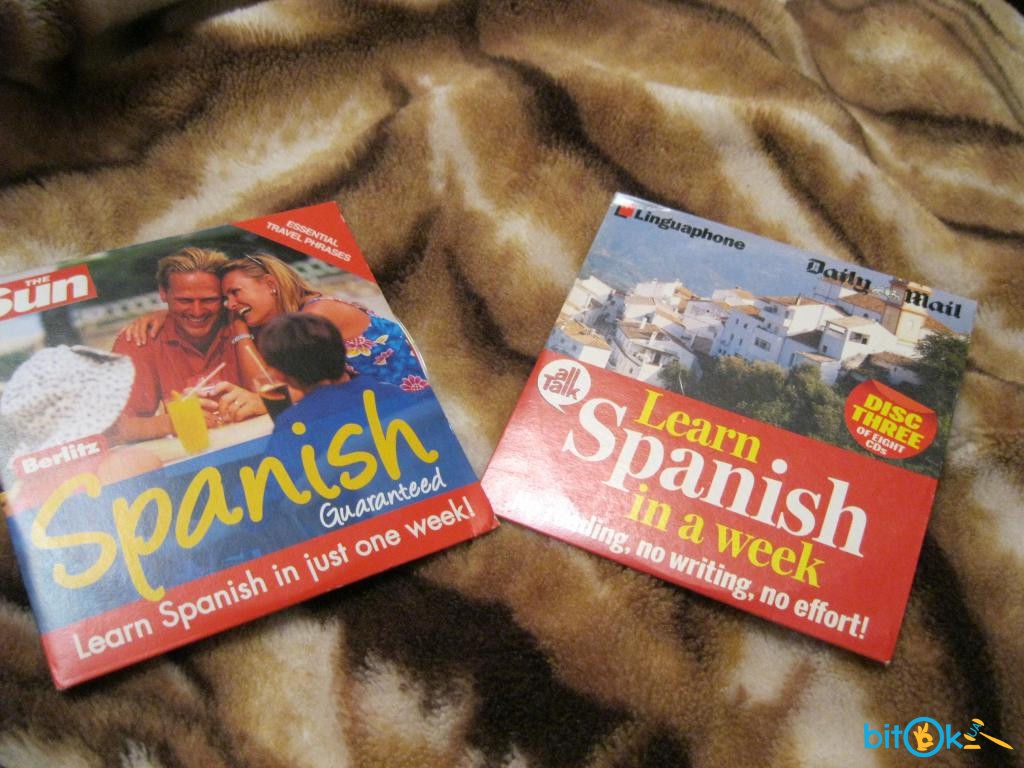 THE
Sun
ESSENTIAL
TRAVEL PHRASES
Berlitz
Spanish
Guaranteed
Learn Spanish in just one week!
Linguaphone
Daily Mail
all
Talk
Learn
Spanish
in a week
DISC
THREE
OF EIGHT
CDs
no writing, no effort!
bitOk
UA